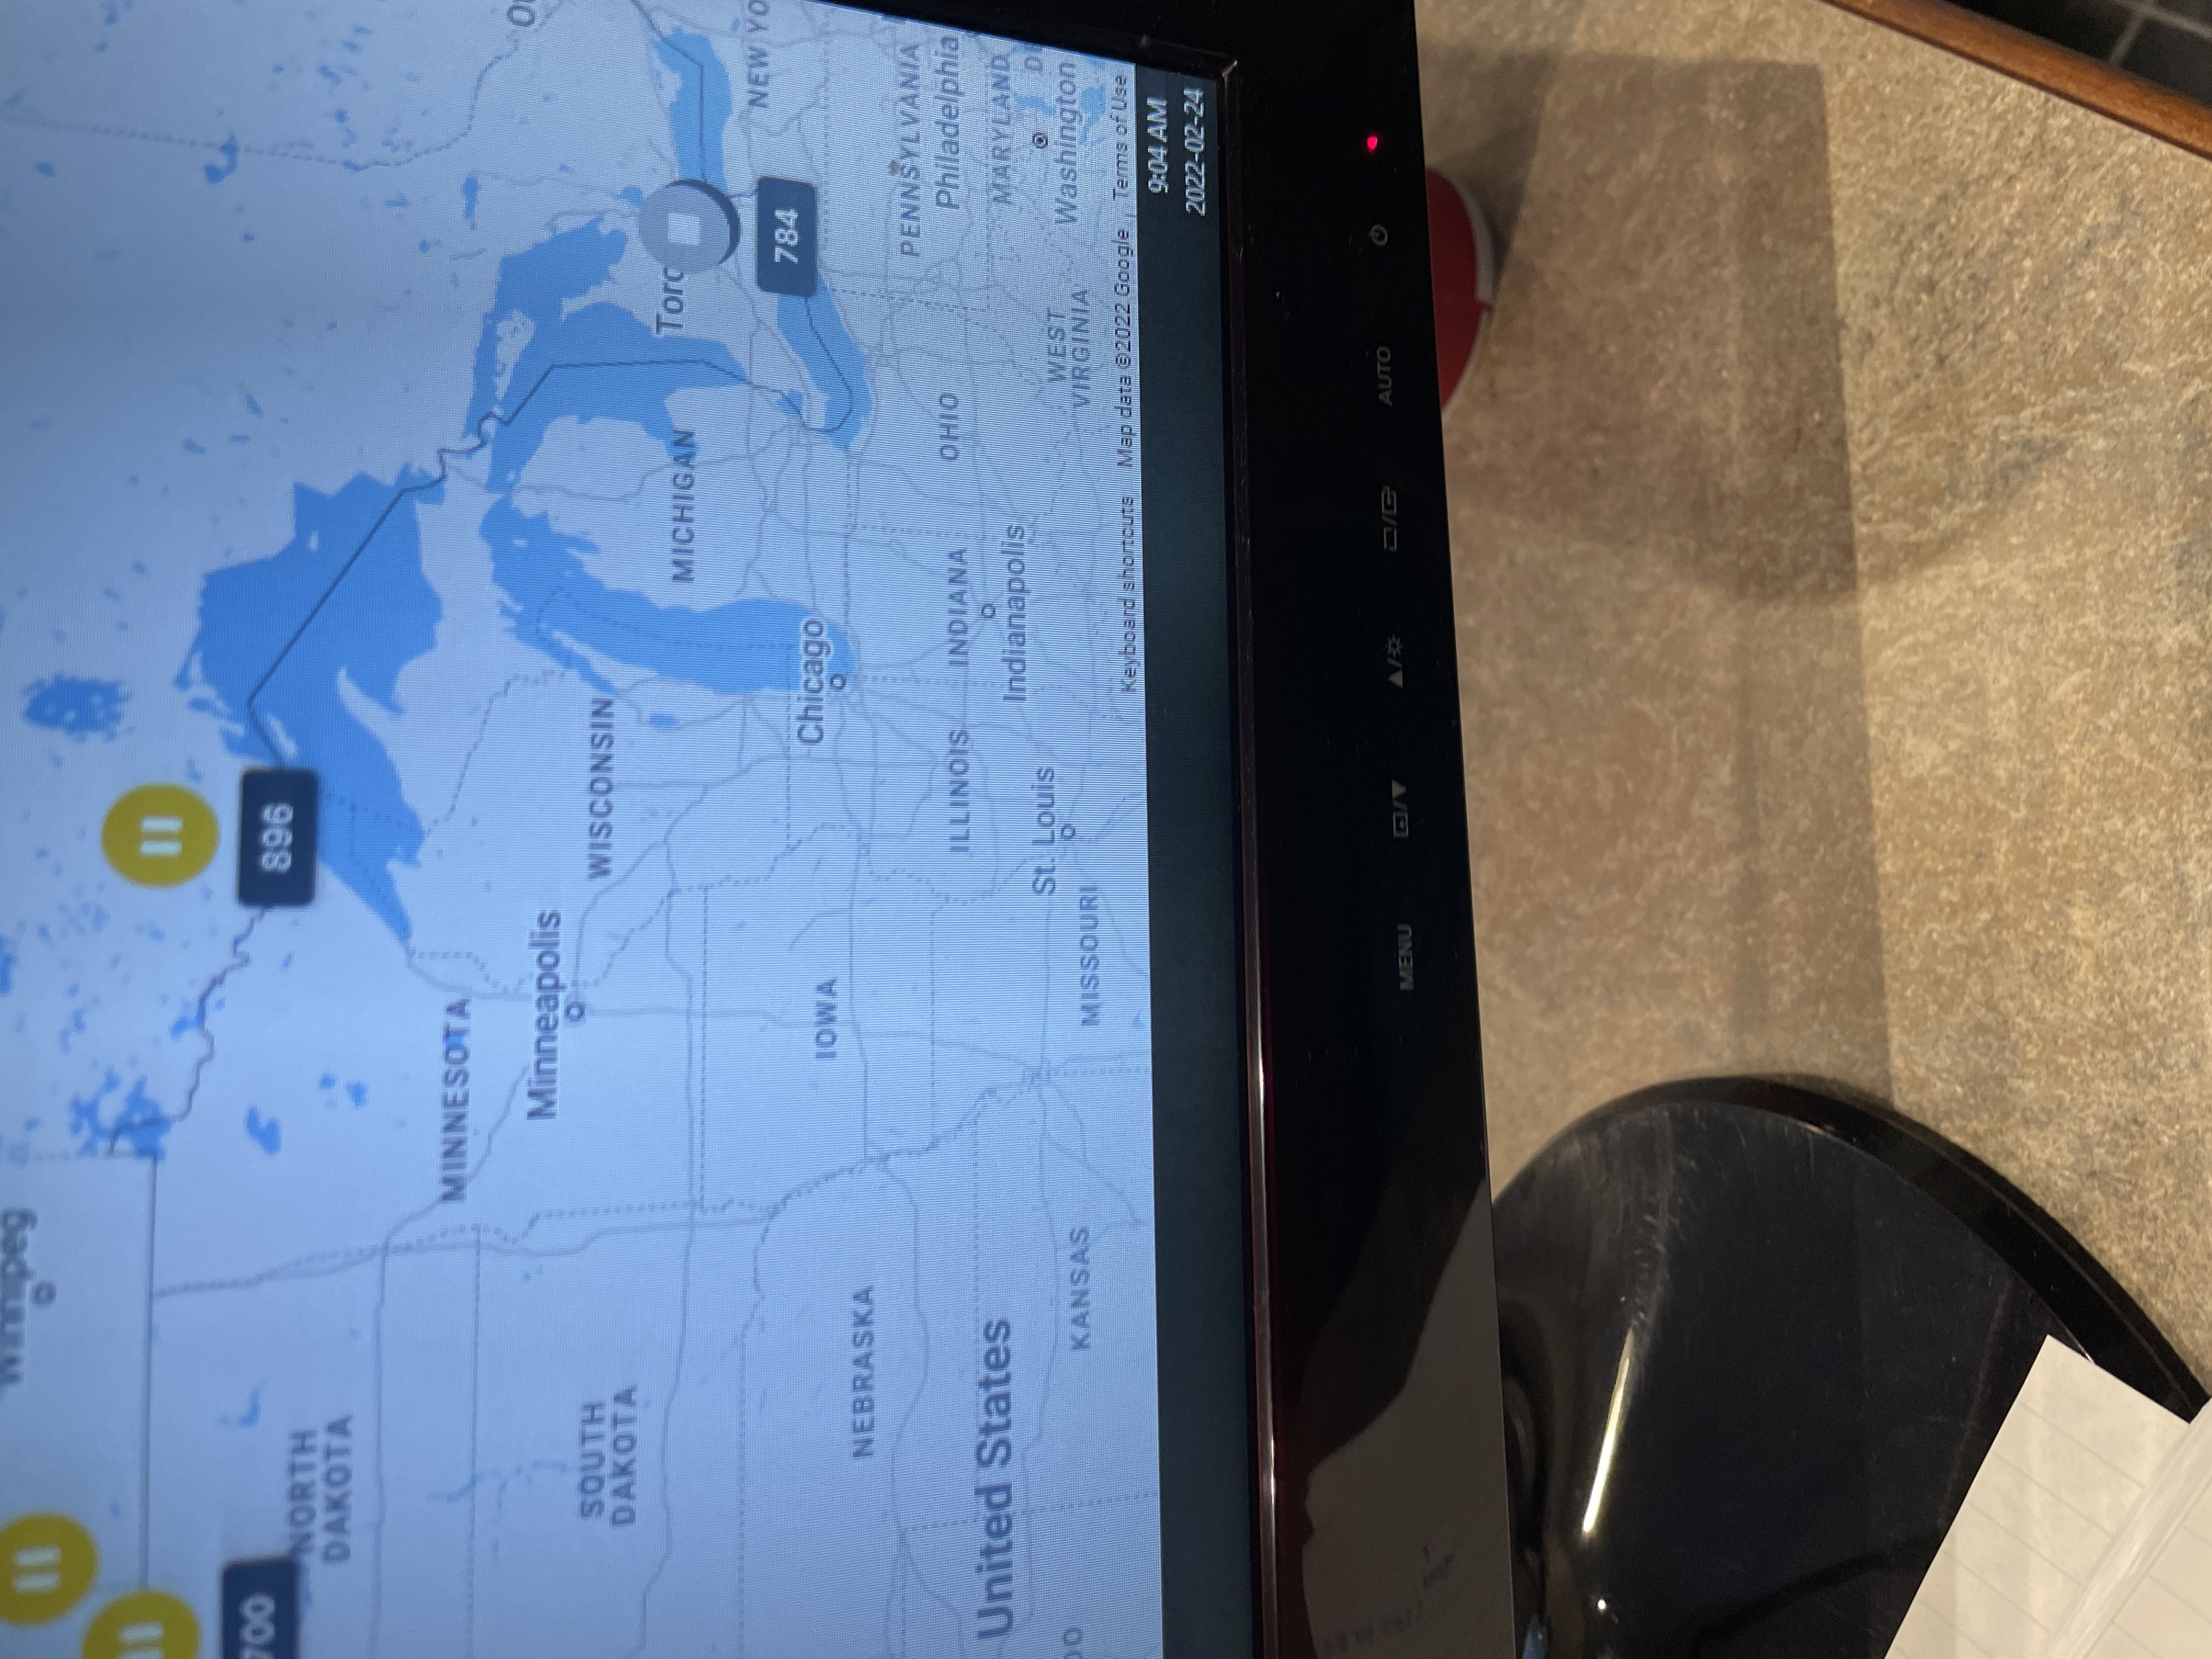 Winnipeg
896
700
NORTH
DAKOTA
MINNESOTA
Minneapolis
SOUTH
DAKOTA
WISCONSIN
MICHIGAN
Torc
NEW YO
784
Chicago
IOWA
NEBRASKA
PENNSYLVANIA
Philadelphia
ILLINOIS
INDIANA
OHIO
United States
Indianapolis
MARYLAND
St. Louis
WEST
VIRGINIA
Washington
KANSAS
MISSOURI
Keyboard shortcuts Map data ©2022 Google Terms of Use
9:04 AM
2022-02-24
MENU
AUTO